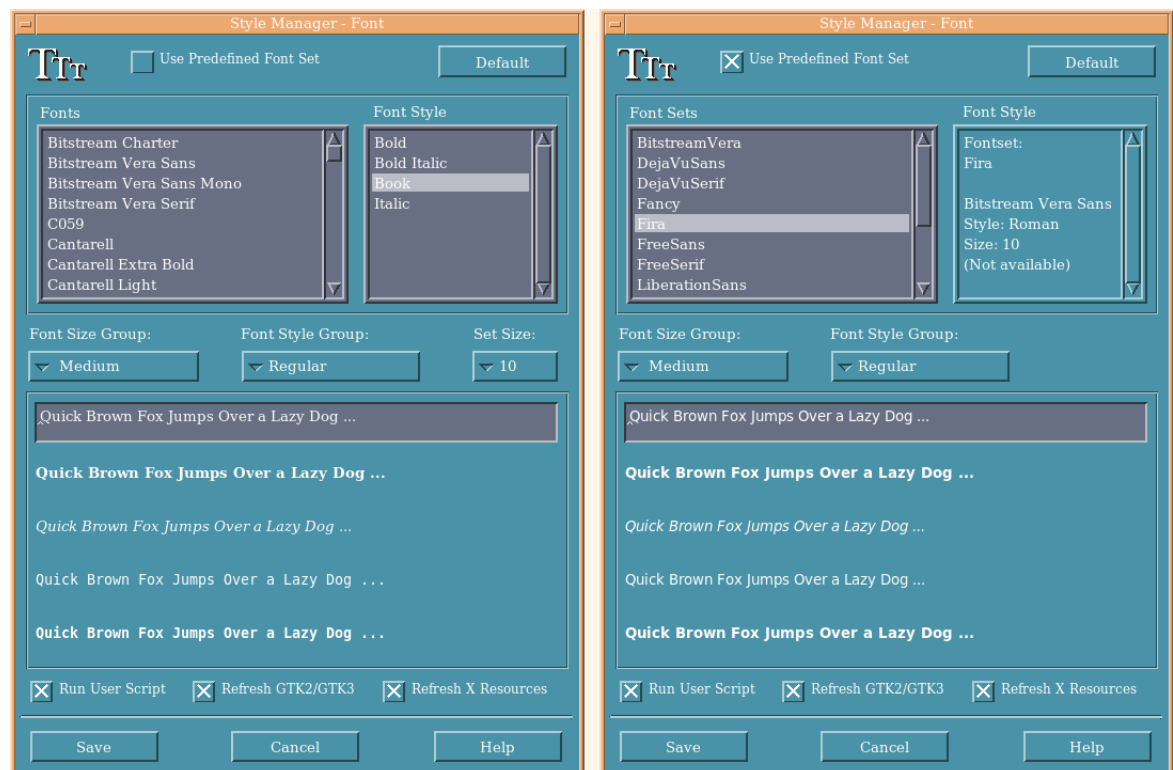 Style Manager - Font
TTT
Use Predefined Font Set
Default
Fonts
Font Style
Bitstream Charter
Bitstream Vera Sans
Bitstream Vera Sans Mono
Bitstream Vera Serif
C059
Cantarell
Cantarell Extra Bold
Cantarell Light
Bold
Bold Italic
Book
Italic
Font Size Group:
Font Style Group:
Set Size:
Medium
Regular
10
Quick Brown Fox Jumps Over a Lazy Dog ...
Quick Brown Fox Jumps Over a Lazy Dog ...
Quick Brown Fox Jumps Over a Lazy Dog ...
Quick Brown Fox Jumps Over a Lazy Dog ...
Quick Brown Fox Jumps Over a Lazy Dog ...
Run User Script
Refresh GTK2/GTK3
Refresh X Resources
Save
Cancel
Help
Style Manager - Font
TTT
Use Predefined Font Set
Default
Font Sets
Font Style
BitstreamVera
DejaVuSans
DejaVuSerif
Fancy
Fira
FreeSans
FreeSerif
LiberationSans
Fontset:
Fira
Bitstream Vera Sans
Style: Roman
Size: 10
(Not available)
Font Size Group:
Font Style Group:
Medium
Regular
Quick Brown Fox Jumps Over a Lazy Dog ...
Quick Brown Fox Jumps Over a Lazy Dog ...
Quick Brown Fox Jumps Over a Lazy Dog ...
Quick Brown Fox Jumps Over a Lazy Dog ...
Quick Brown Fox Jumps Over a Lazy Dog ...
Run User Script
Refresh GTK2/GTK3
Refresh X Resources
Save
Cancel
Help